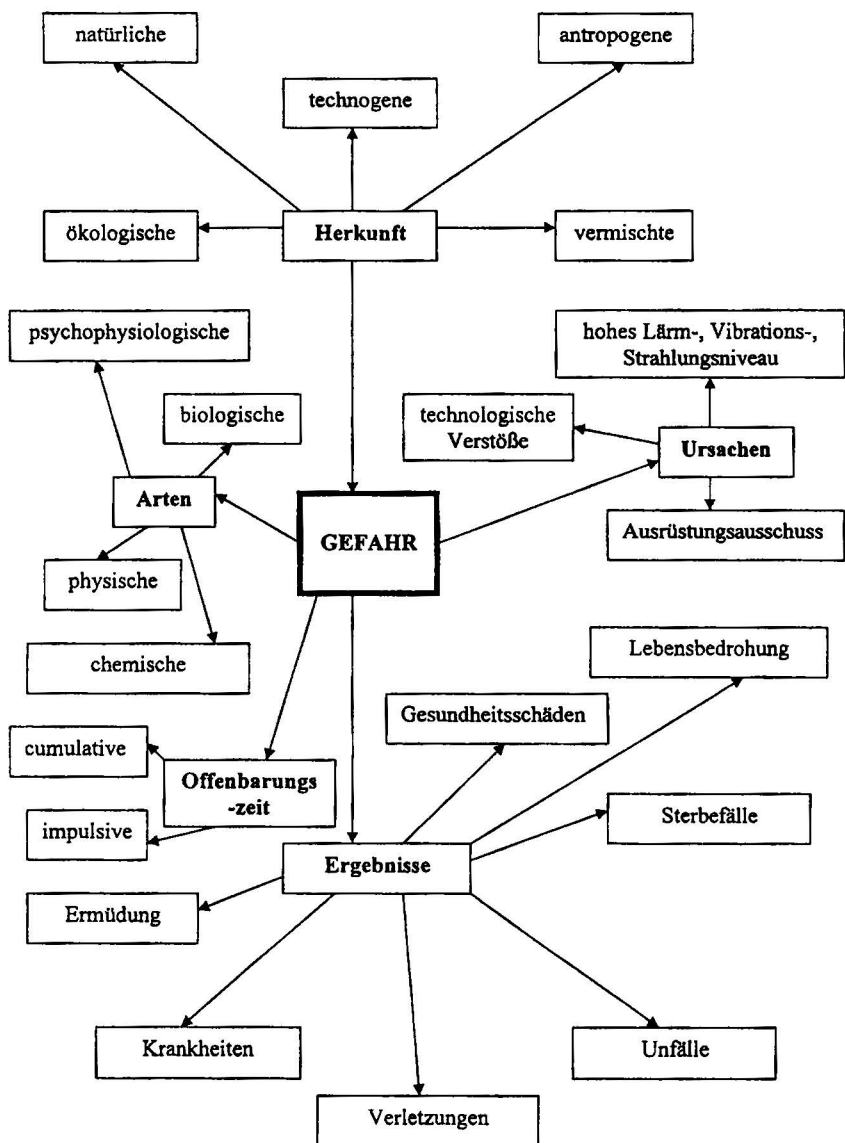 natürliche
antropogene
technogene
ökologische
Herkunft
vermischte
psychophysiologische
hohes Lärm-, Vibrations-,
Strahlungsniveau
biologische
technologische
Verstöße
Ursachen
Arten
GEFAHR
Ausrüstungsausschuss
physische
chemische
Lebensbedrohung
Gesundheitsschäden
cumulative
Offenbarungs
-zeit
impulsive
Sterbefälle
Ergebnisse
Ermüdung
Krankheiten
Unfälle
Verletzungen